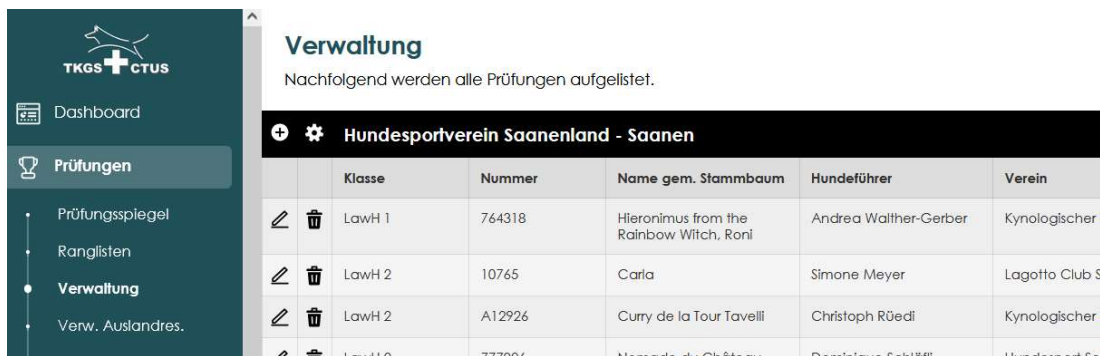 TKGS CTUS
Dashboard
Prüfungen
Prüfungsspiegel
Ranglisten
Verwaltung
Verw. Auslandres.
Verwaltung
Nachfolgend werden alle Prüfungen aufgelistet.
Hundesportverein Saanenland - Saanen
Klasse Nummer Name gem. Stammbaum Hundeführer Verein
LawH 1 764318 Hieronimus from the Rainbow Witch, Roni Andrea Walther-Gerber Kynologischer
LawH 2 10765 Carla Simone Meyer Lagotto Club S
LawH 2 A12926 Curry de la Tour Tavelli Christoph Rüedi Kynologischer